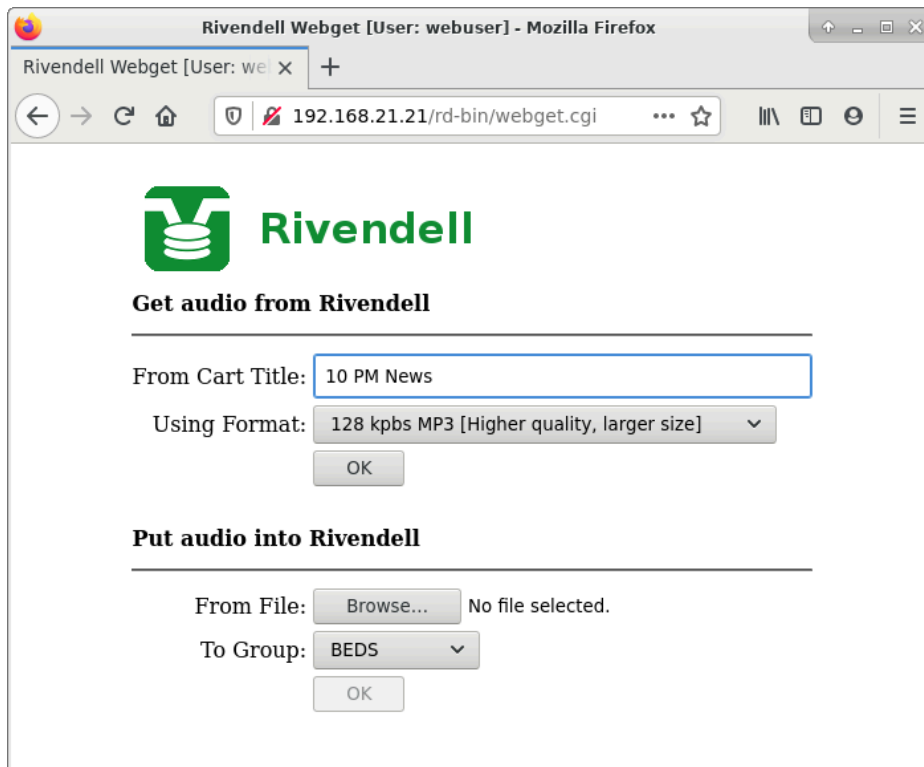 Rivendell Webget [User: webuser] - Mozilla Firefox
Rivendell Webget [User: we
192.168.21.21/rd-bin/webget.cgi
Rivendell
Get audio from Rivendell
From Cart Title: 10 PM News
Using Format: 128 kpbs MP3 [Higher quality, larger size]
OK
Put audio into Rivendell
From File: Browse... No file selected.
To Group: BEDS
OK